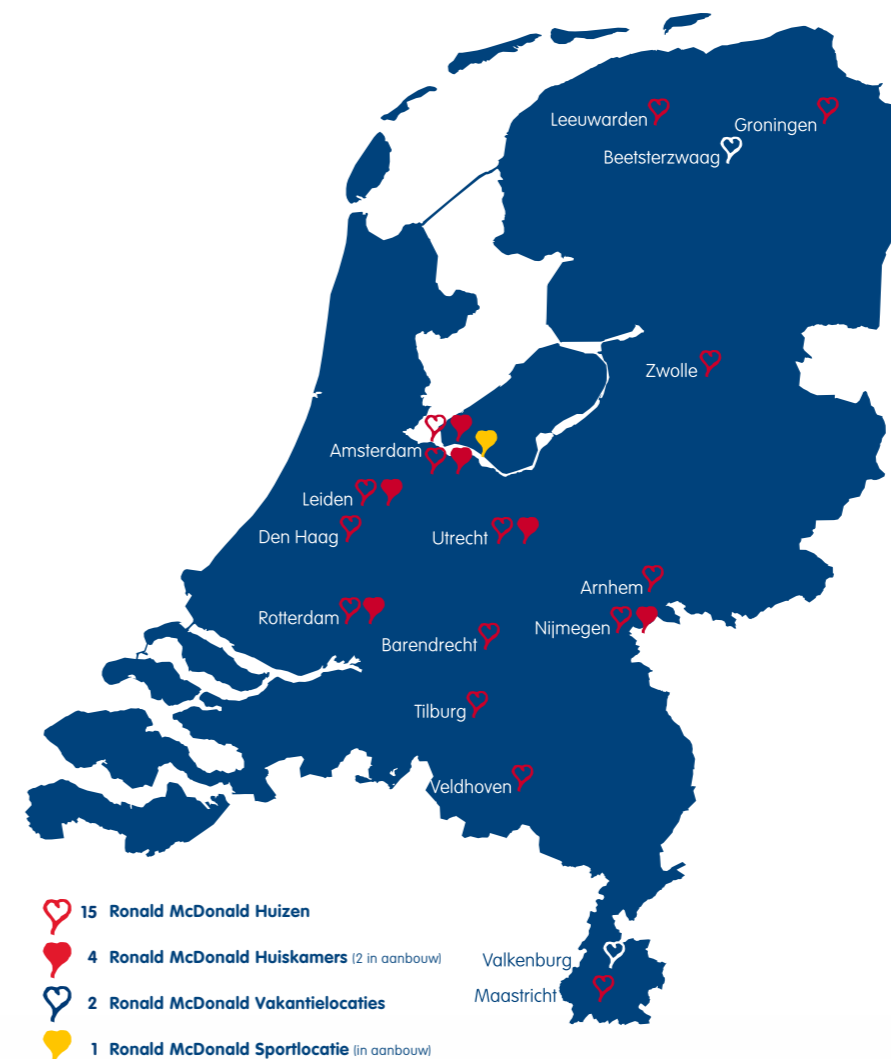 Leeuwarden
Groningen
Beetsterzwaag
Zwolle
Amsterdam
Leiden
Den Haag
Utrecht
Arnhem
Rotterdam
Nijmegen
Barendrecht
Tilburg
Veldhoven
Valkenburg
Maastricht
15 Ronald McDonald Huizen
4 Ronald McDonald Huiskamers (2 in aanbouw)
2 Ronald McDonald Vakantielocaties
1 Ronald McDonald Sportlocatie (in aanbouw)